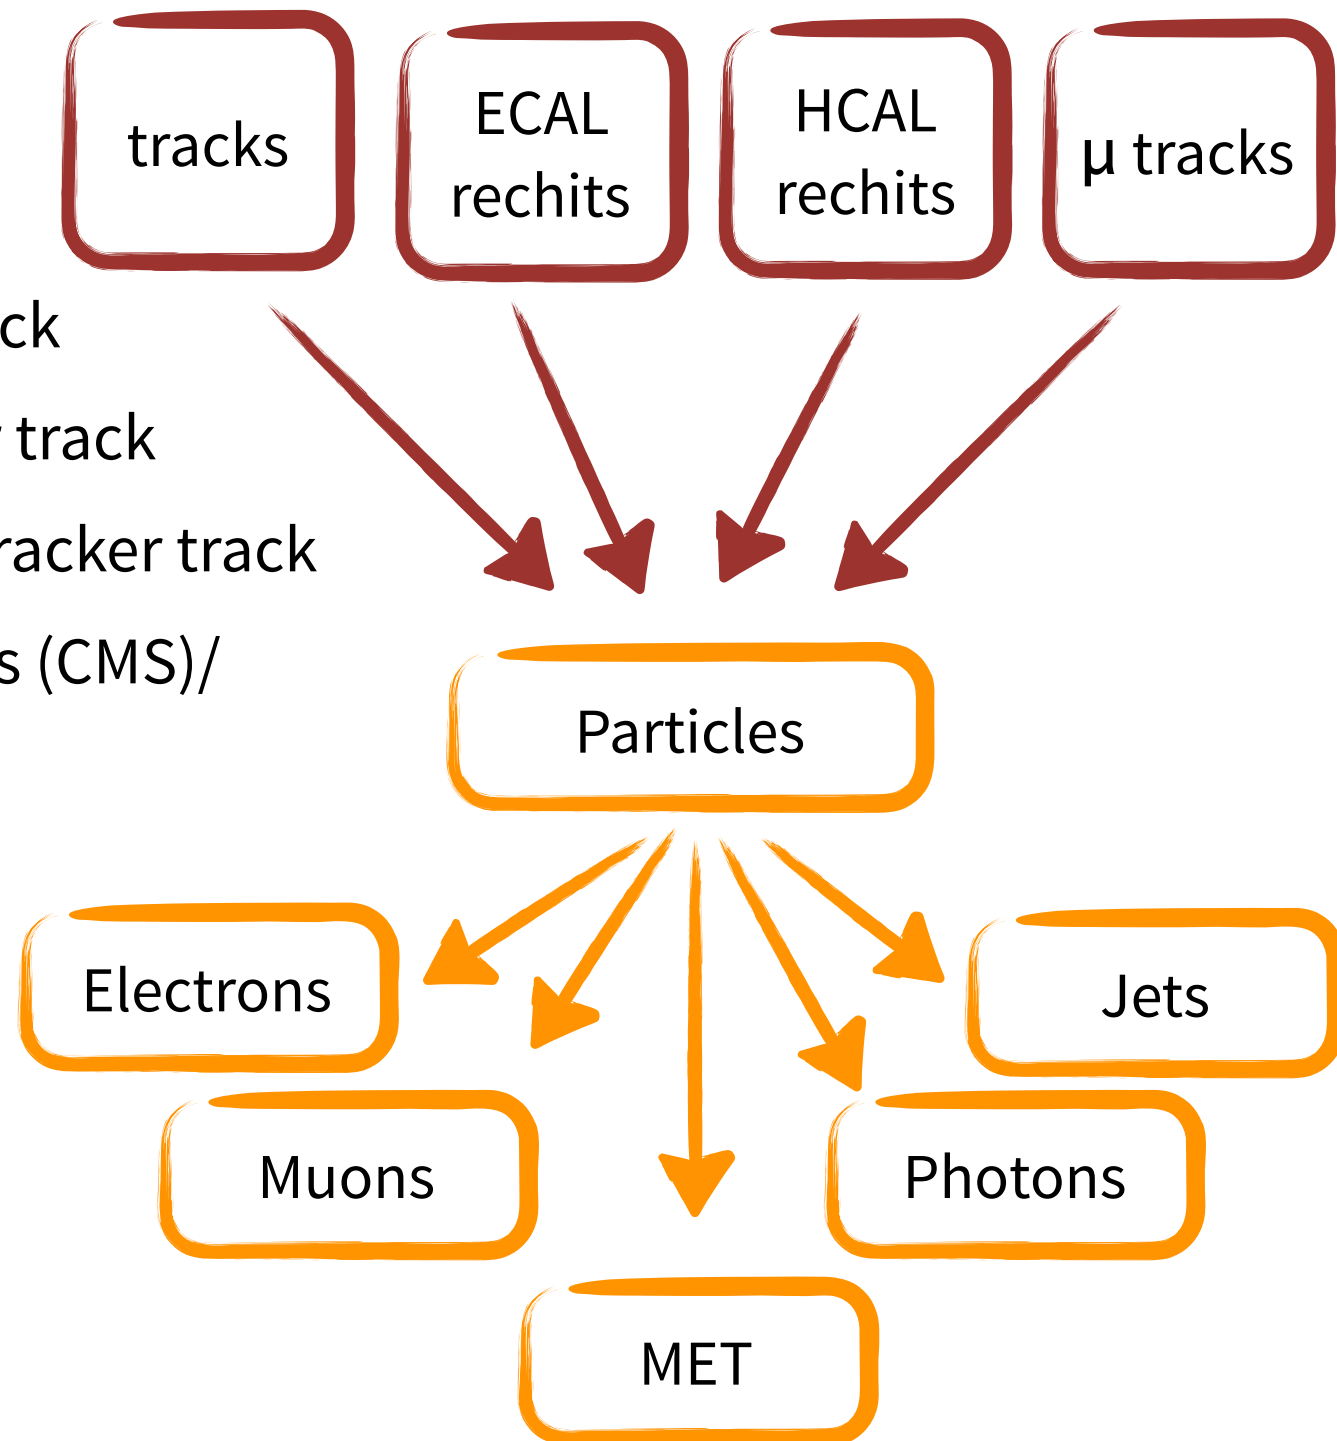 tracks
ECAL
rechits
HCAL
rechits
μ tracks
ck
track
racker track
s (CMS)/
Particles
Electrons
Jets
Muons
Photons
MET